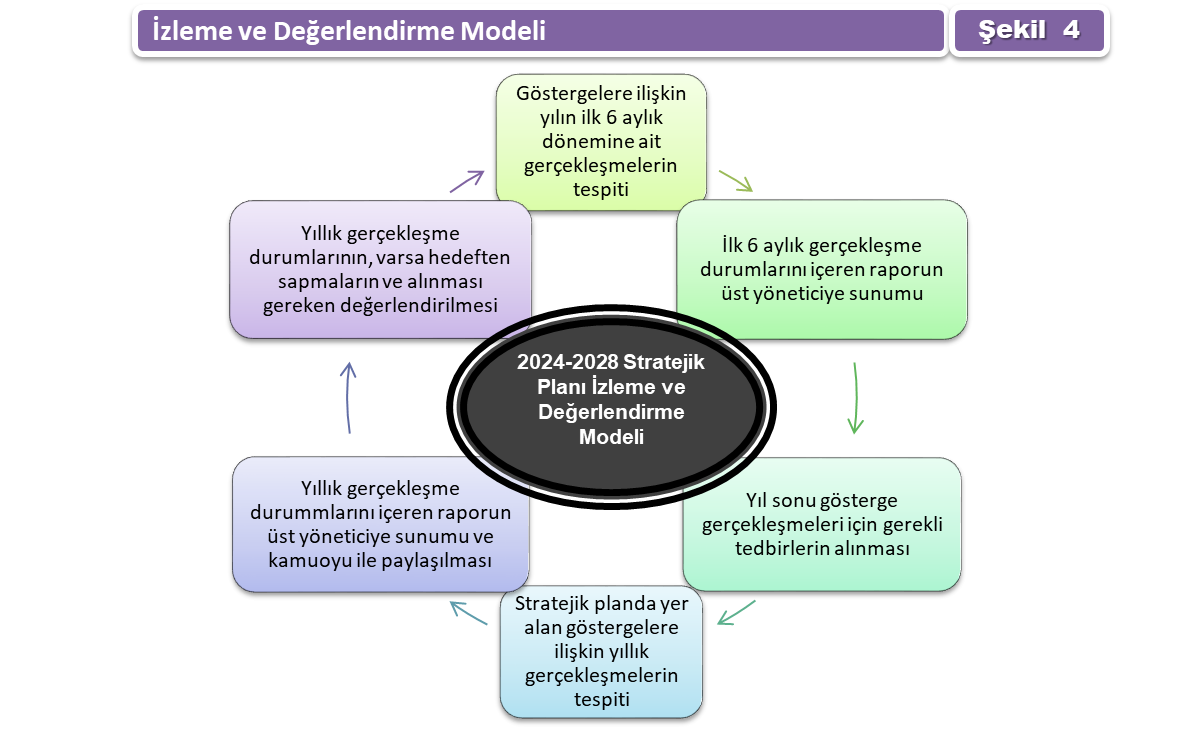 İzleme ve Değerlendirme Modeli
Şekil 4
Göstergelere ilişkin
yılın ilk 6 aylık
dönemine ait
gerçekleşmelerin
tespiti
İlk 6 aylık gerçekleşme
durumlarını içeren raporun
üst yöneticiye sunumu
Yıl sonu gösterge
gerçekleşmeleri için gerekli
tedbirlerin alınması
Stratejik planda yer
alan göstergelere
ilişkin yıllık
gerçekleşmelerin
tespiti
Yıllık gerçekleşme
durummlarını içeren raporun
üst yöneticiye sunumu ve
kamuoyu ile paylaşılması
Yıllık gerçekleşme
durumlarının, varsa hedeften
sapmaların ve alınması
gereken değerlendirilmesi
2024-2028 Stratejik
Planı İzleme ve
Değerlendirme
Modeli